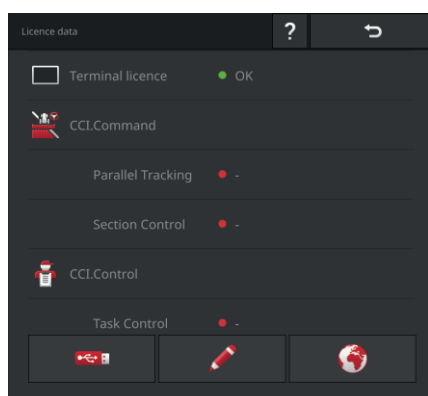 Licence data
?
Terminal licence OK
CCI.Command
Parallel Tracking -
Section Control -
CCI.Control
Task Control -